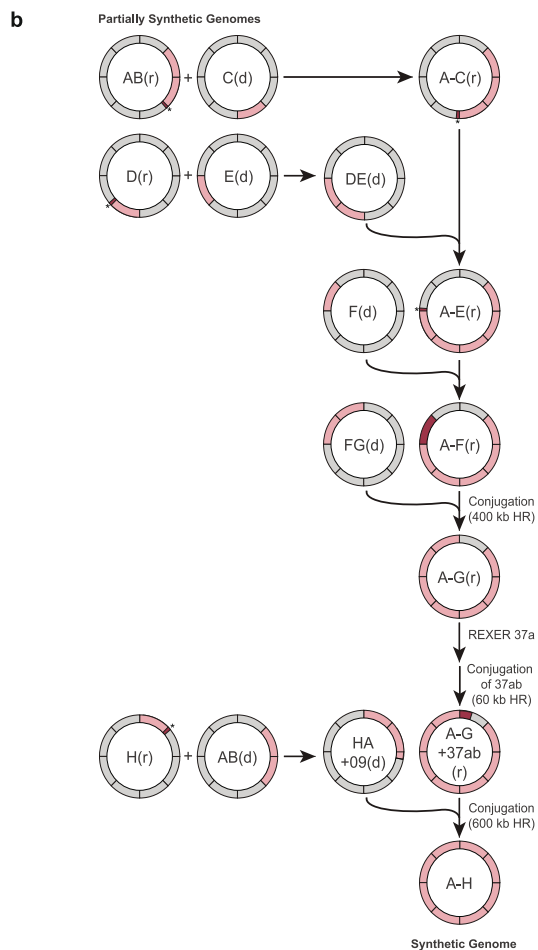 b
Partially Synthetic Genomes
AB(r)
+
C(d)
A-C(r)
*
*
D(r)
+
E(d)
DE(d)
*
F(d)
*
A-E(r)
FG(d)
A-F(r)
Conjugation
(400 kb HR)
A-G(r)
REXER 37a
Conjugation
of 37ab
(60 kb HR)
*
H(r)
+
AB(d)
HA
+09(d)
A-G
+37ab
(r)
Conjugation
(600 kb HR)
A-H
Synthetic Genome